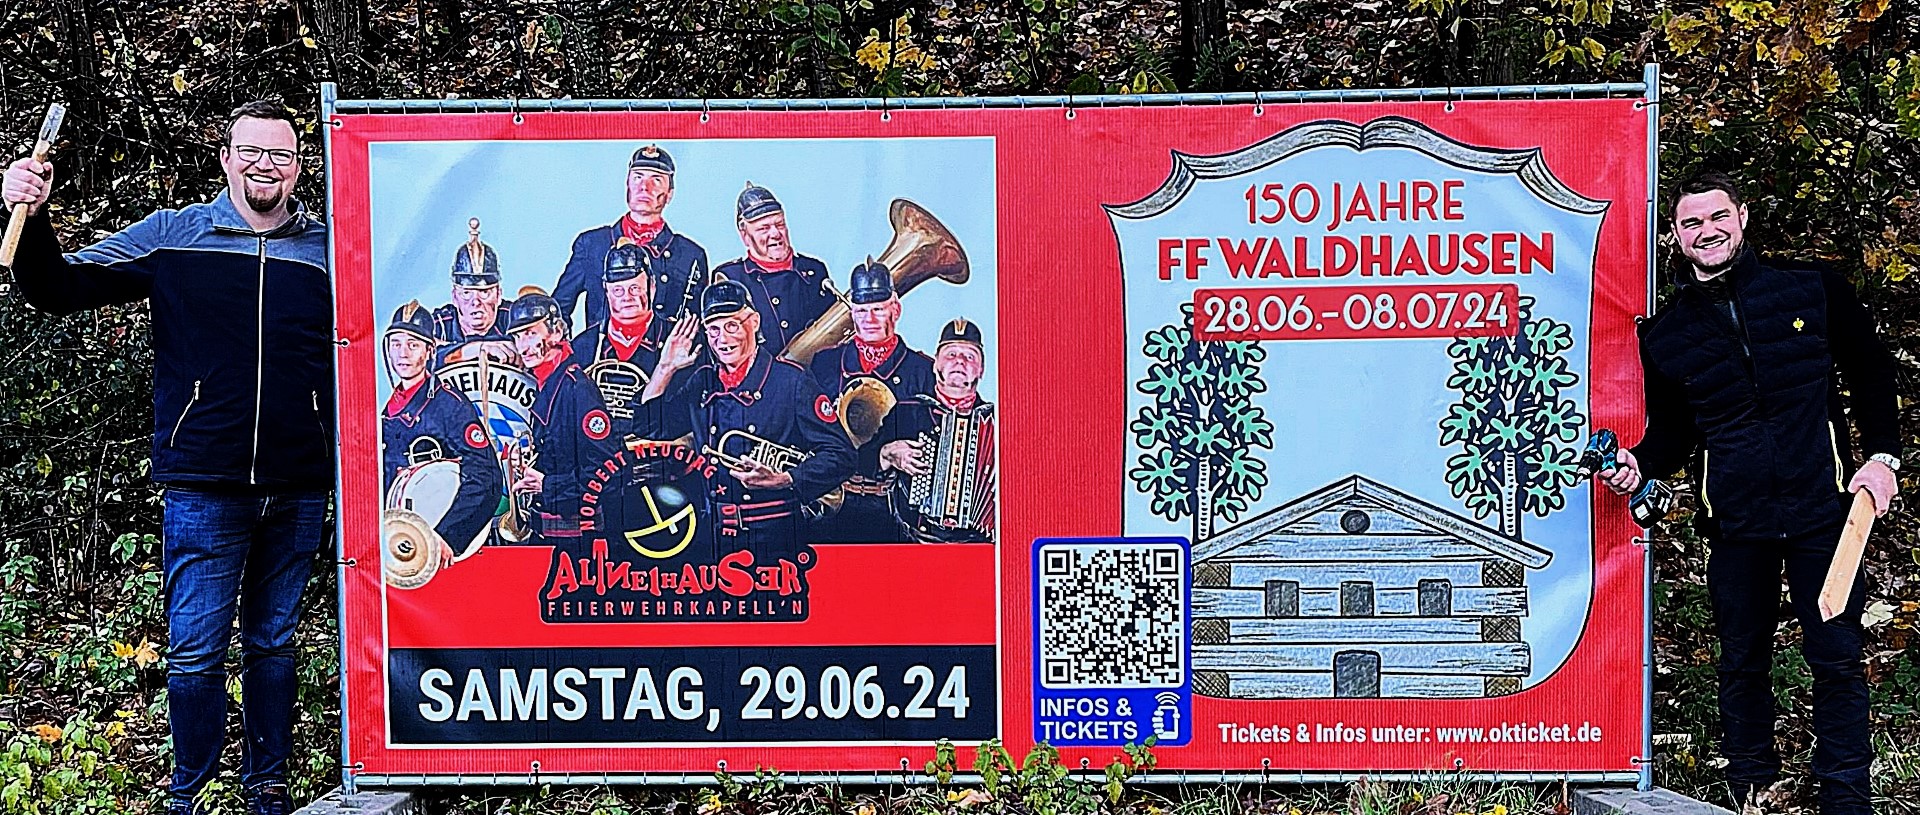 NEIHAUS
NORBERT NEUGIRG × DIE
ALTNEIHAUSER®
FEIERWEHRKAPELL'N
SAMSTAG, 29.06.24
150 JAHRE
FF WALDHAUSEN
28.06.-08.07.24
INFOS &
TICKETS
Tickets & Infos unter: www.okticket.de